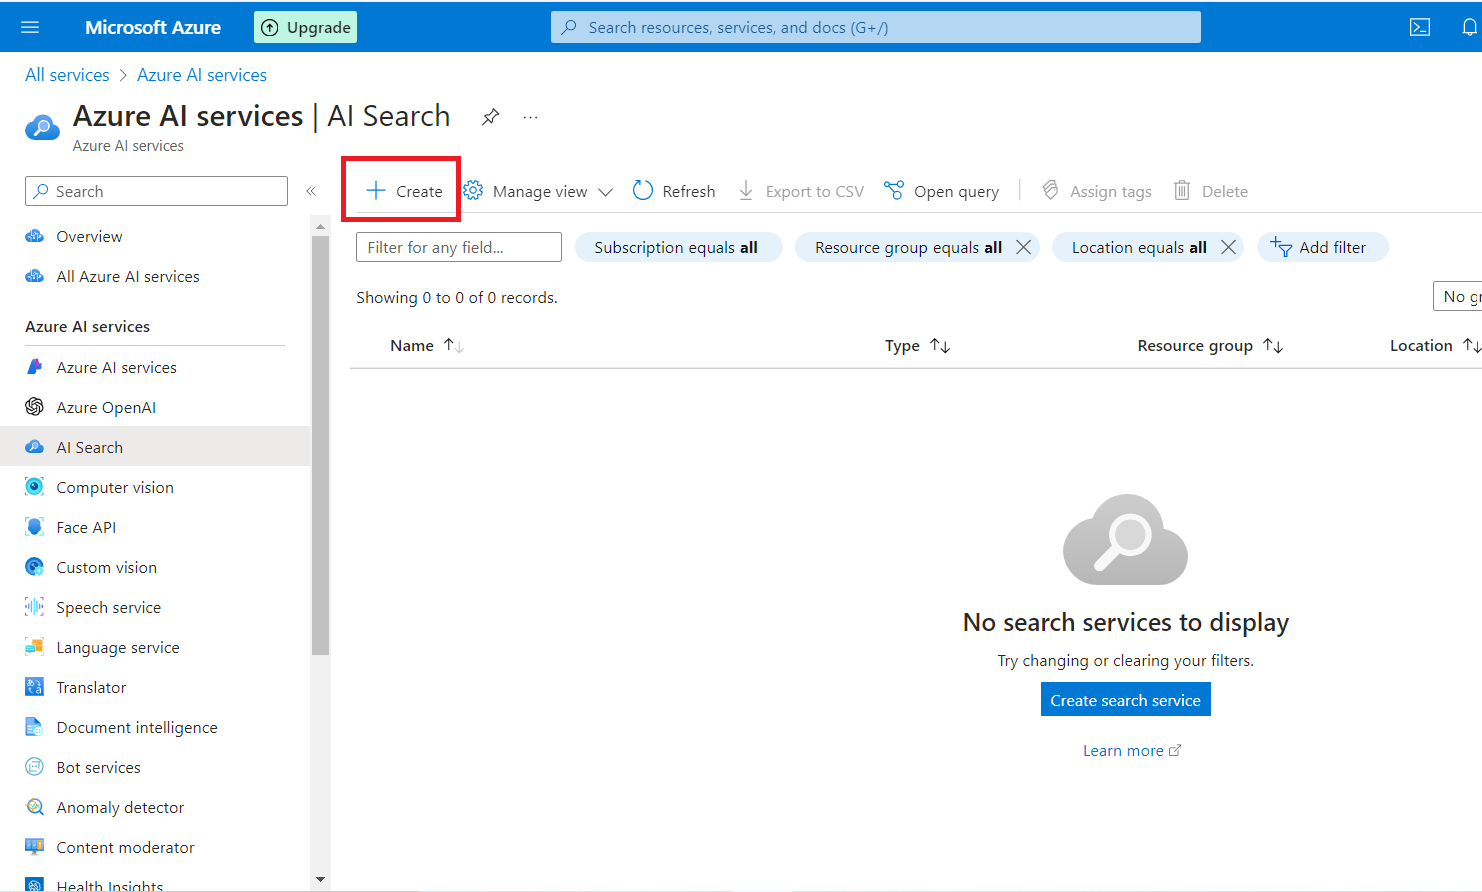 Microsoft Azure
Upgrade
Search resources, services, and docs (G+/)
All services > Azure AI services
Azure AI services | AI Search
Azure AI services
Search
«
Create
Manage view
Refresh
Export to CSV
Open query
Assign tags
Delete
Overview
All Azure AI services
Azure AI services
Azure AI services
Azure OpenAI
AI Search
Computer vision
Face API
Custom vision
Speech service
Language service
Translator
Document intelligence
Bot services
Anomaly detector
Content moderator
Health Insights
Filter for any field...
Subscription equals all
Resource group equals all
Location equals all
Add filter
Showing 0 to 0 of 0 records.
No
Name
Type
Resource group
Location
No search services to display
Try changing or clearing your filters.
Create search service
Learn more